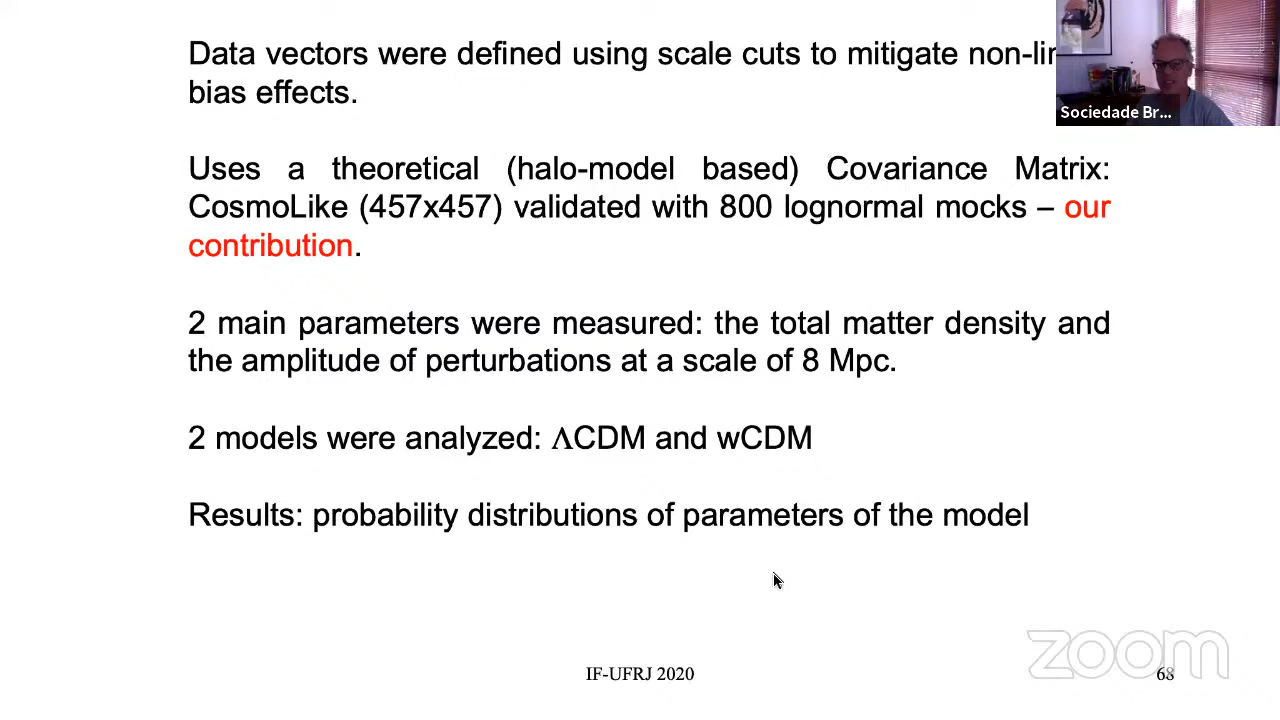 Data vectors were defined using scale cuts to mitigate
bias effects.
Sociedade Br...
Uses a theoretical (halo-model based) Covariance Matrix:
CosmoLike (457x457) validated with 800 lognormal mocks – our
contribution.
2 main parameters were measured: the total matter density and
the amplitude of perturbations at a scale of 8 Mpc.
2 models were analyzed: ΛCDM and wCDM
Results: probability distributions of parameters of the model
zoom
IF-UFRJ 2020
68